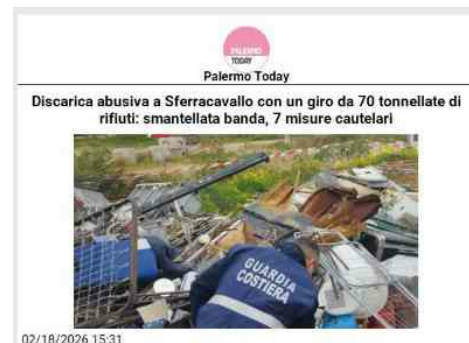 PALERMO
TODAY
Palermo Today
Discarica abusiva a Sferracavallo con un giro da 70 tonnellate di
rifiuti: smantellata banda, 7 misure cautelari
GUARDIA
COSTIERA
02/18/2026 15:31